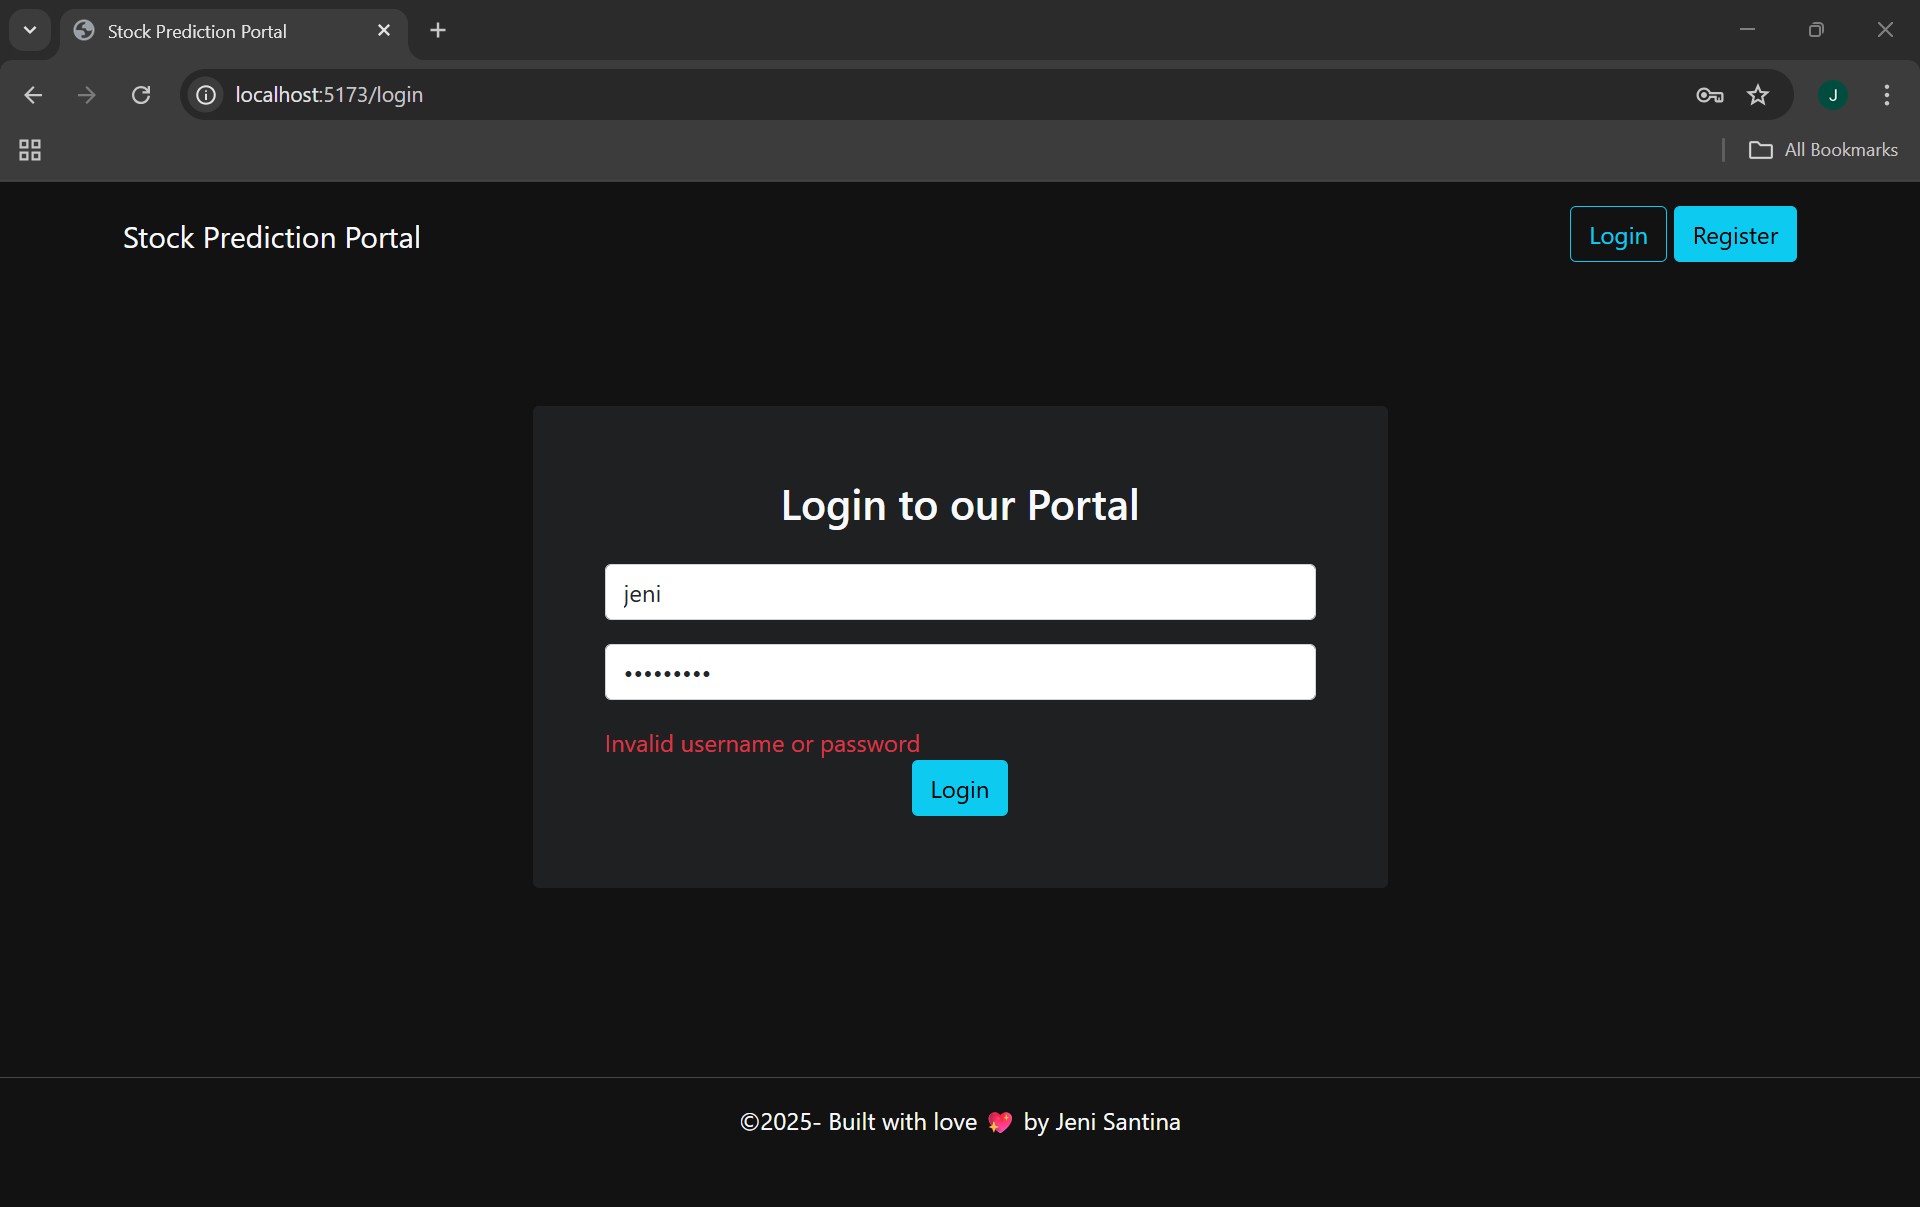 Stock Prediction Portal
localhost:5173/login
J
All Bookmarks
Stock Prediction Portal
Login
Register
Login to our Portal
jeni
•••••••••
Invalid username or password
Login
©2025- Built with love 💖 by Jeni Santina